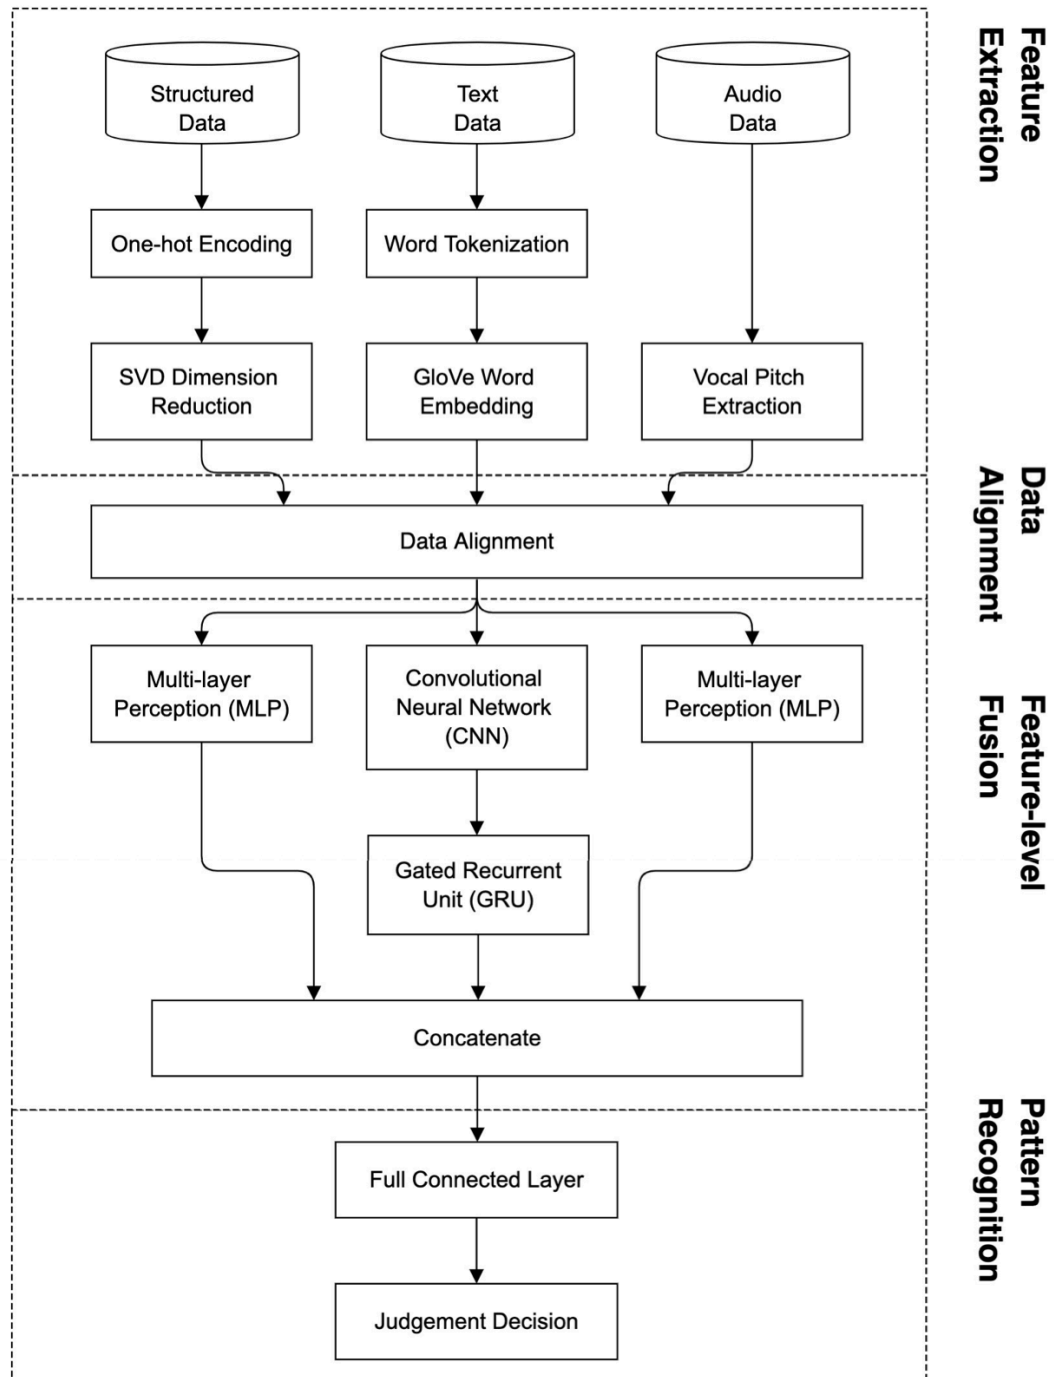 Feature
Extraction
Structured
Data
Text
Data
Audio
Data
One-hot Encoding
Word Tokenization
SVD Dimension
Reduction
GloVe Word
Embedding
Vocal Pitch
Extraction
Data
Alignment
Data Alignment
Feature-level
Fusion
Multi-layer
Perception (MLP)
Convolutional
Neural Network
(CNN)
Multi-layer
Perception (MLP)
Gated Recurrent
Unit (GRU)
Concatenate
Pattern
Recognition
Full Connected Layer
Judgement Decision